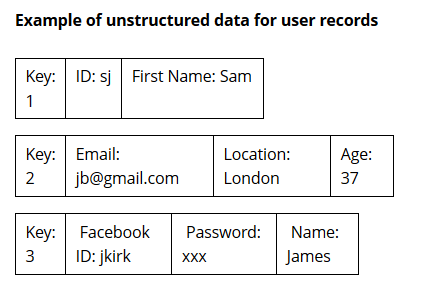 Example of unstructured data for user records
Key: ID: sj First Name: Sam
1
Key: Email: Location: Age:
2 jb@gmail.com London 37
Key: Facebook Password: Name:
3 ID: jkirk xxx James